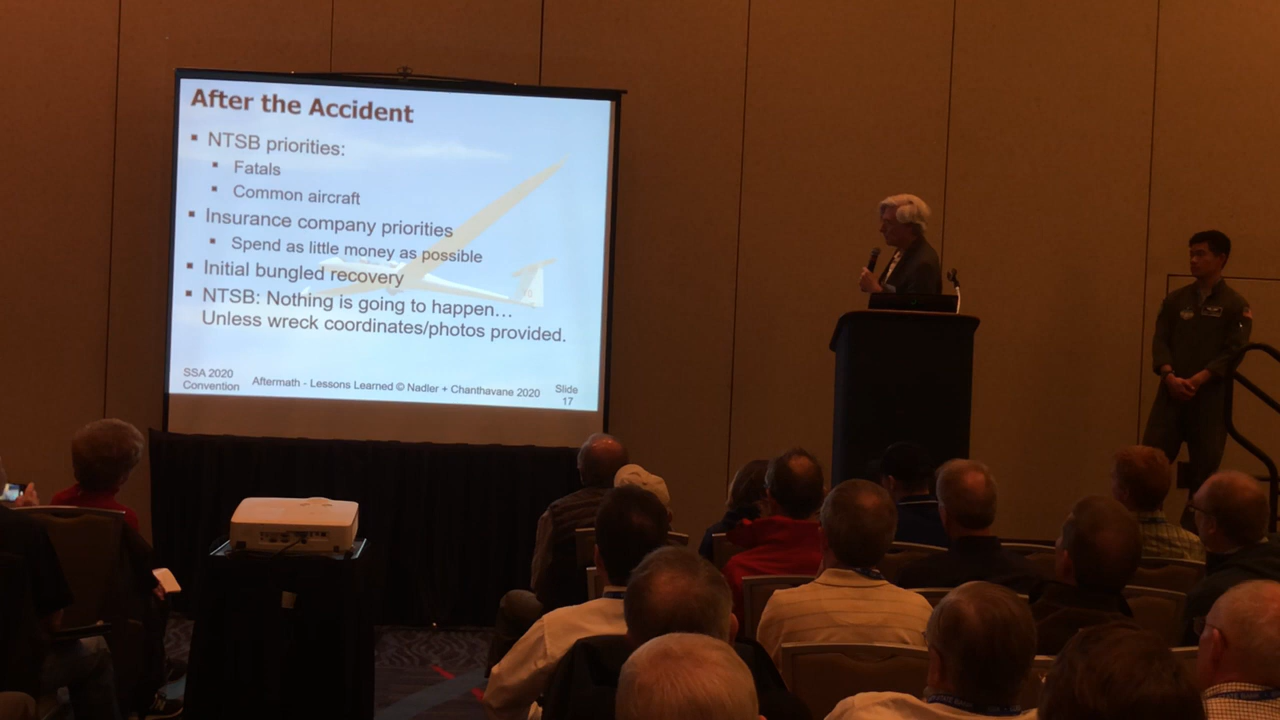 After the Accident
▪ NTSB priorities:
▪ Fatals
▪ Common aircraft
▪ Insurance company priorities
▪ Spend as little money as possible
▪ Initial bungled recovery
▪ NTSB: Nothing is going to happen…
Unless wreck coordinates/photos provided.
SSA 2020
Convention
Aftermath - Lessons Learned © Nadler + Chanthavane 2020
Slide
17